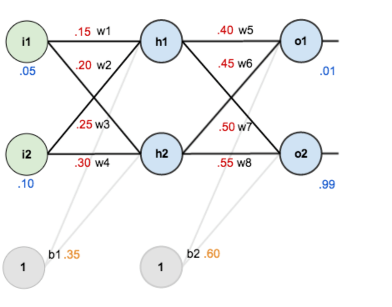 .15 w1
.40 w5
i1
h1
o1
.20 w2
.45 w6
.05
.01
.25 w3
.50 w7
i2
.30 w4
h2
.55 w8
o2
.10
.99
b1 .35
b2 .60
1
1